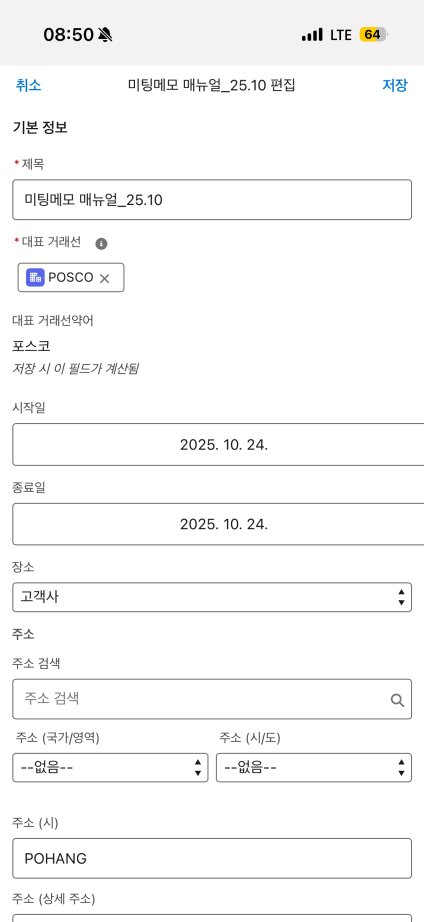 08:50 LTE 64
취소 미팅메모 매뉴얼_25.10 편집 저장
기본 정보
* 제목
미팅메모 매뉴얼_25.10
* 대표 거래선
POSCO
대표 거래선약어
포스코
저장 시 이 필드가 계산됨
시작일
2025. 10. 24.
종료일
2025. 10. 24.
장소
고객사
주소
주소 검색
주소 검색
주소 (국가/영역) 주소 (시/도)
--없음-- --없음--
주소 (시)
POHANG
주소 (상세 주소)